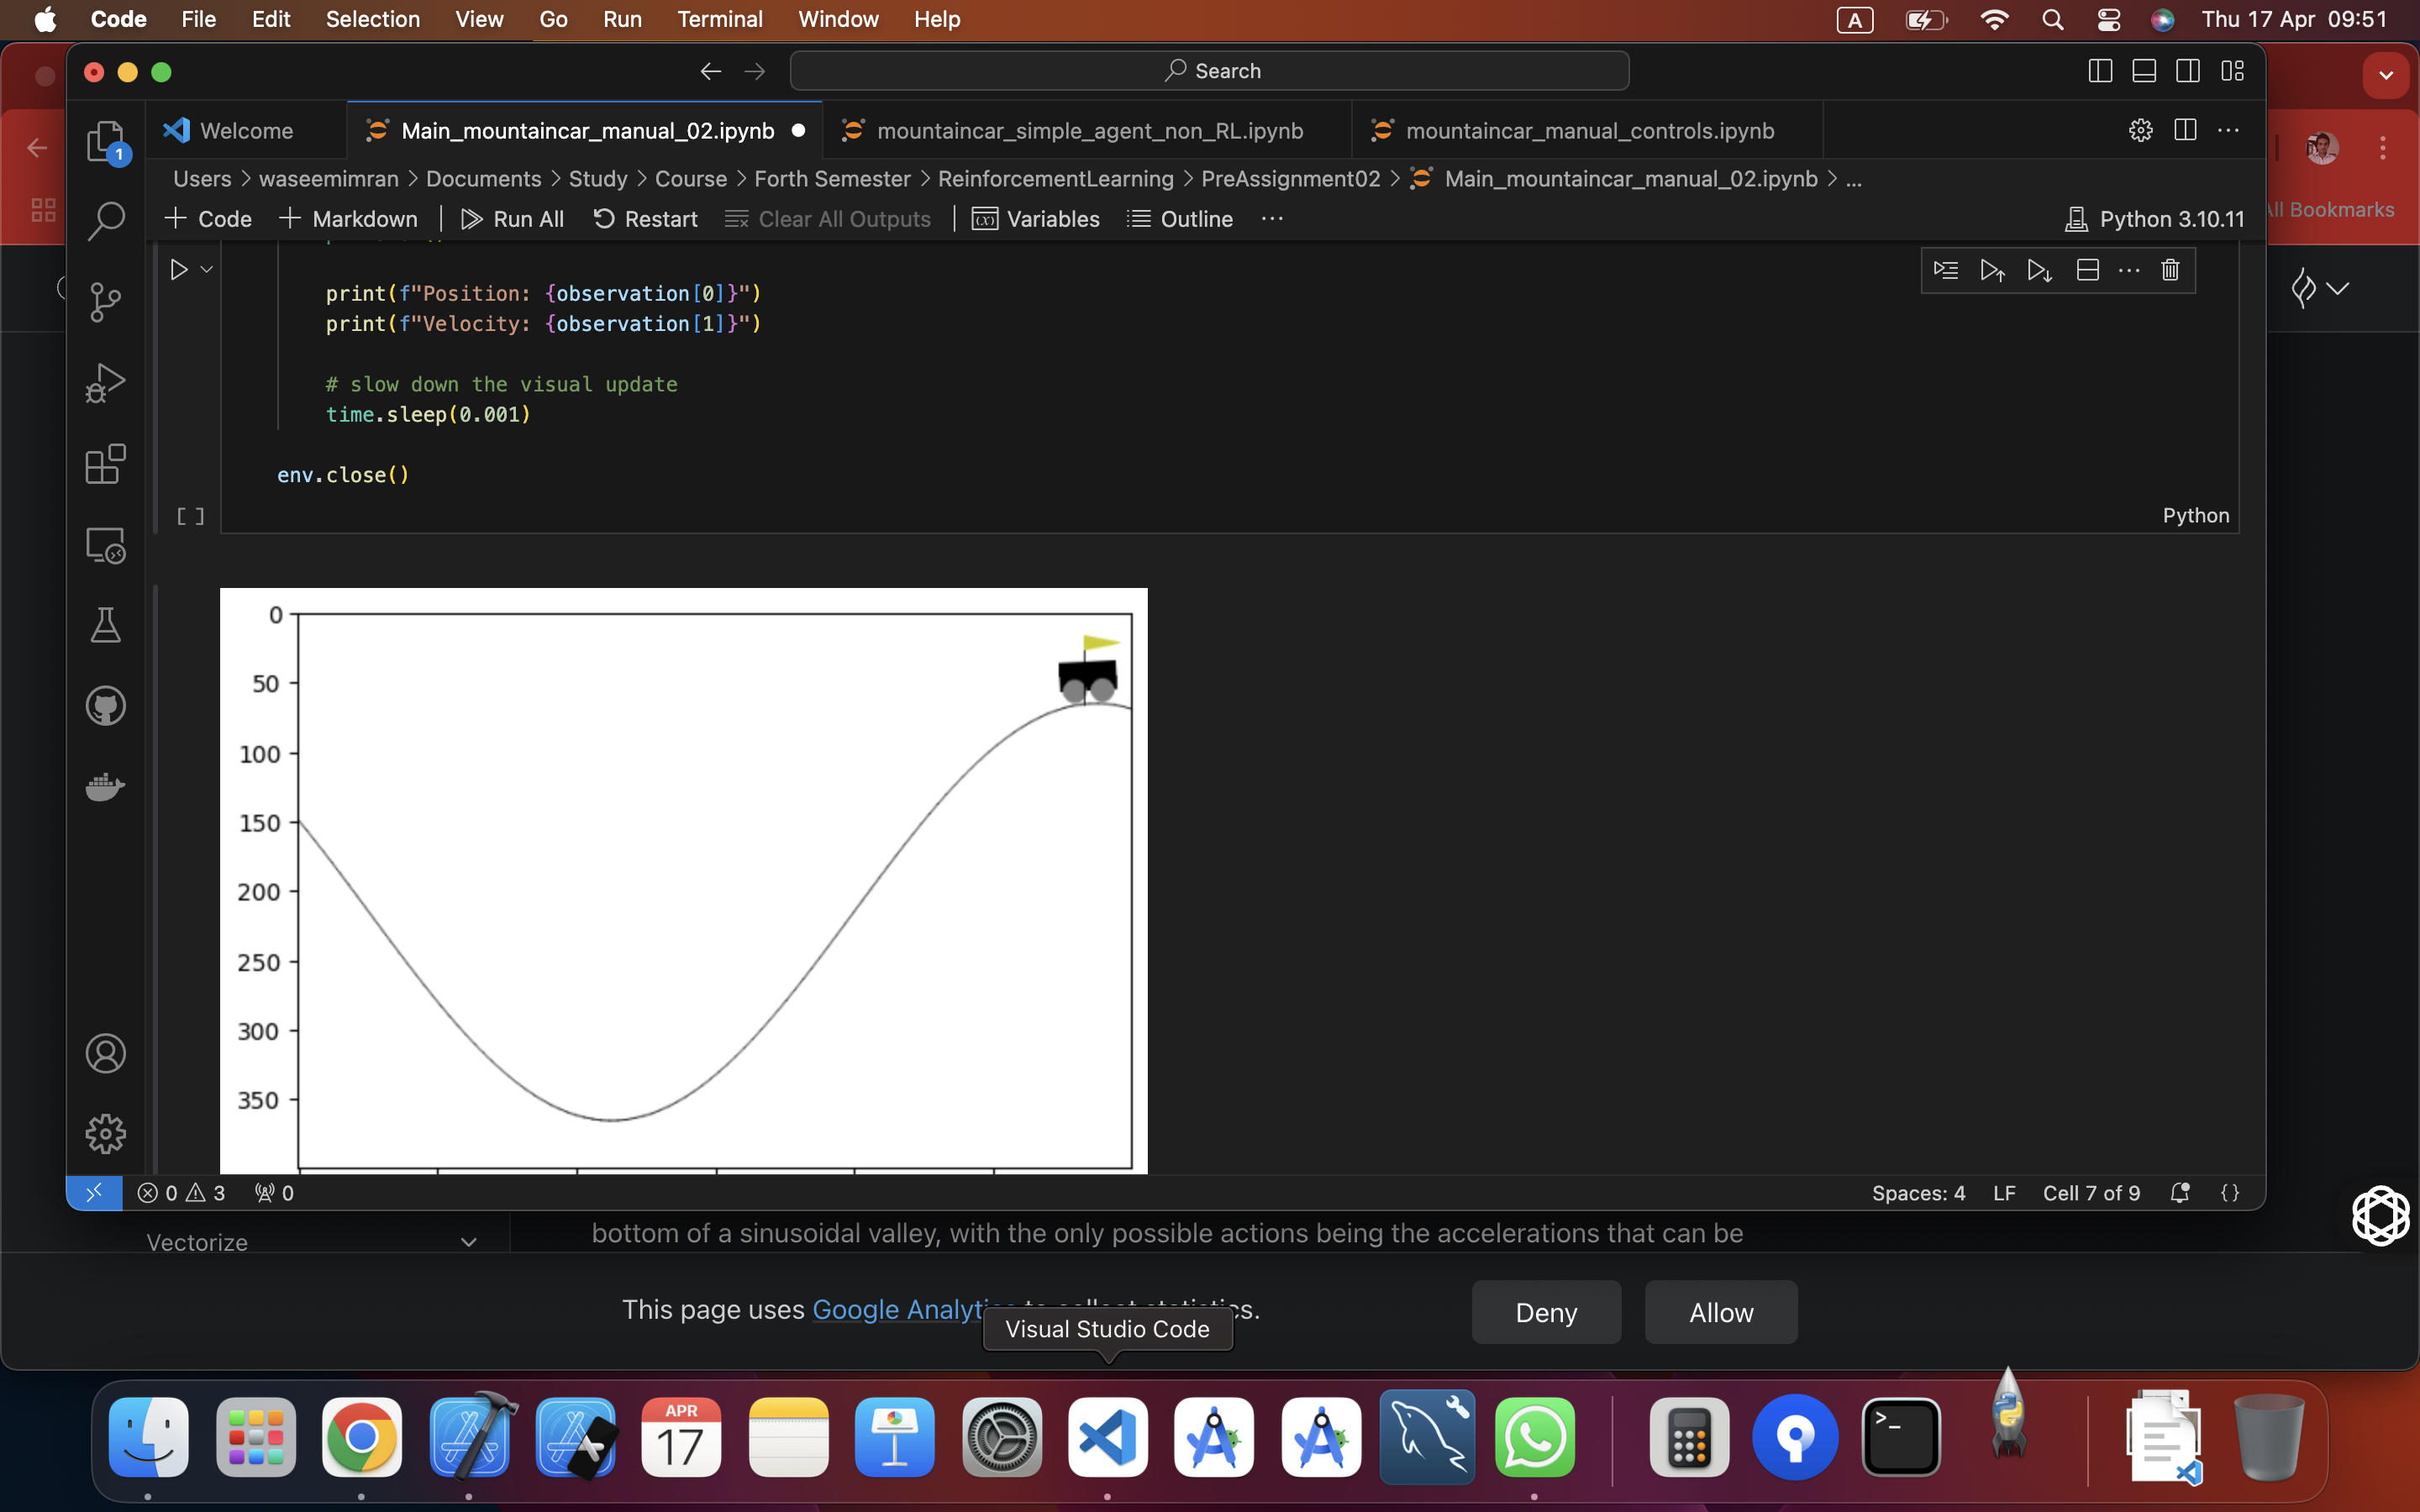 Code File Edit Selection View Go Run Terminal Window Help A Thu 17 Apr 09:51
Search
1 Welcome Main_mountaincar_manual_02.ipynb mountaincar_simple_agent_non_RL.ipynb mountaincar_manual_controls.ipynb
Users > waseemimran > Documents > Study > Course > Forth Semester > ReinforcementLearning > PreAssignment02 > Main_mountaincar_manual_02.ipynb > ...
+ Code + Markdown | Run All Restart Clear All Outputs | Variables Outline ... Python 3.10.11
All Bookmarks
print(f"Position: {observation[0]}")
print(f"Velocity: {observation[1]}")
# slow down the visual update
time.sleep(0.001)
env.close()
[ ] Python
0
50
100
150
200
250
300
350
0 3 0 Spaces: 4 LF Cell 7 of 9 {}
Vectorize bottom of a sinusoidal valley, with the only possible actions being the accelerations that can be
This page uses Google Analytics to collect statistics. Deny Allow
Visual Studio Code
APR
17